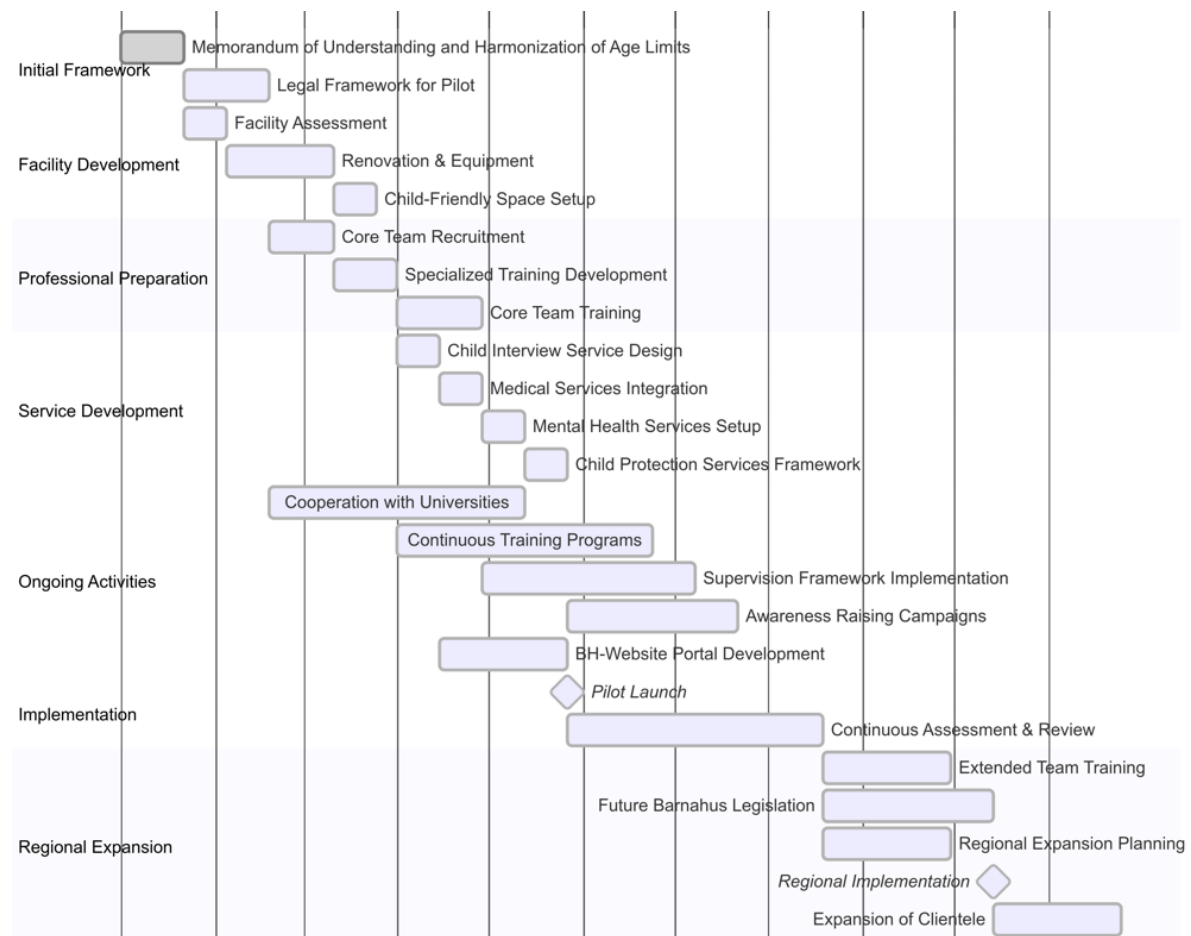 Memorandum of Understanding and Harmonization of Age Limits
Initial Framework
Legal Framework for Pilot
Facility Assessment
Facility Development
Renovation & Equipment
Child-Friendly Space Setup
Core Team Recruitment
Professional Preparation
Specialized Training Development
Core Team Training
Child Interview Service Design
Medical Services Integration
Service Development
Mental Health Services Setup
Child Protection Services Framework
Cooperation with Universities
Continuous Training Programs
Ongoing Activities
Supervision Framework Implementation
Awareness Raising Campaigns
BH-Website Portal Development
Pilot Launch
Implementation
Continuous Assessment & Review
Extended Team Training
Future Barnahus Legislation
Regional Expansion
Regional Expansion Planning
Regional Implementation
Expansion of Clientele